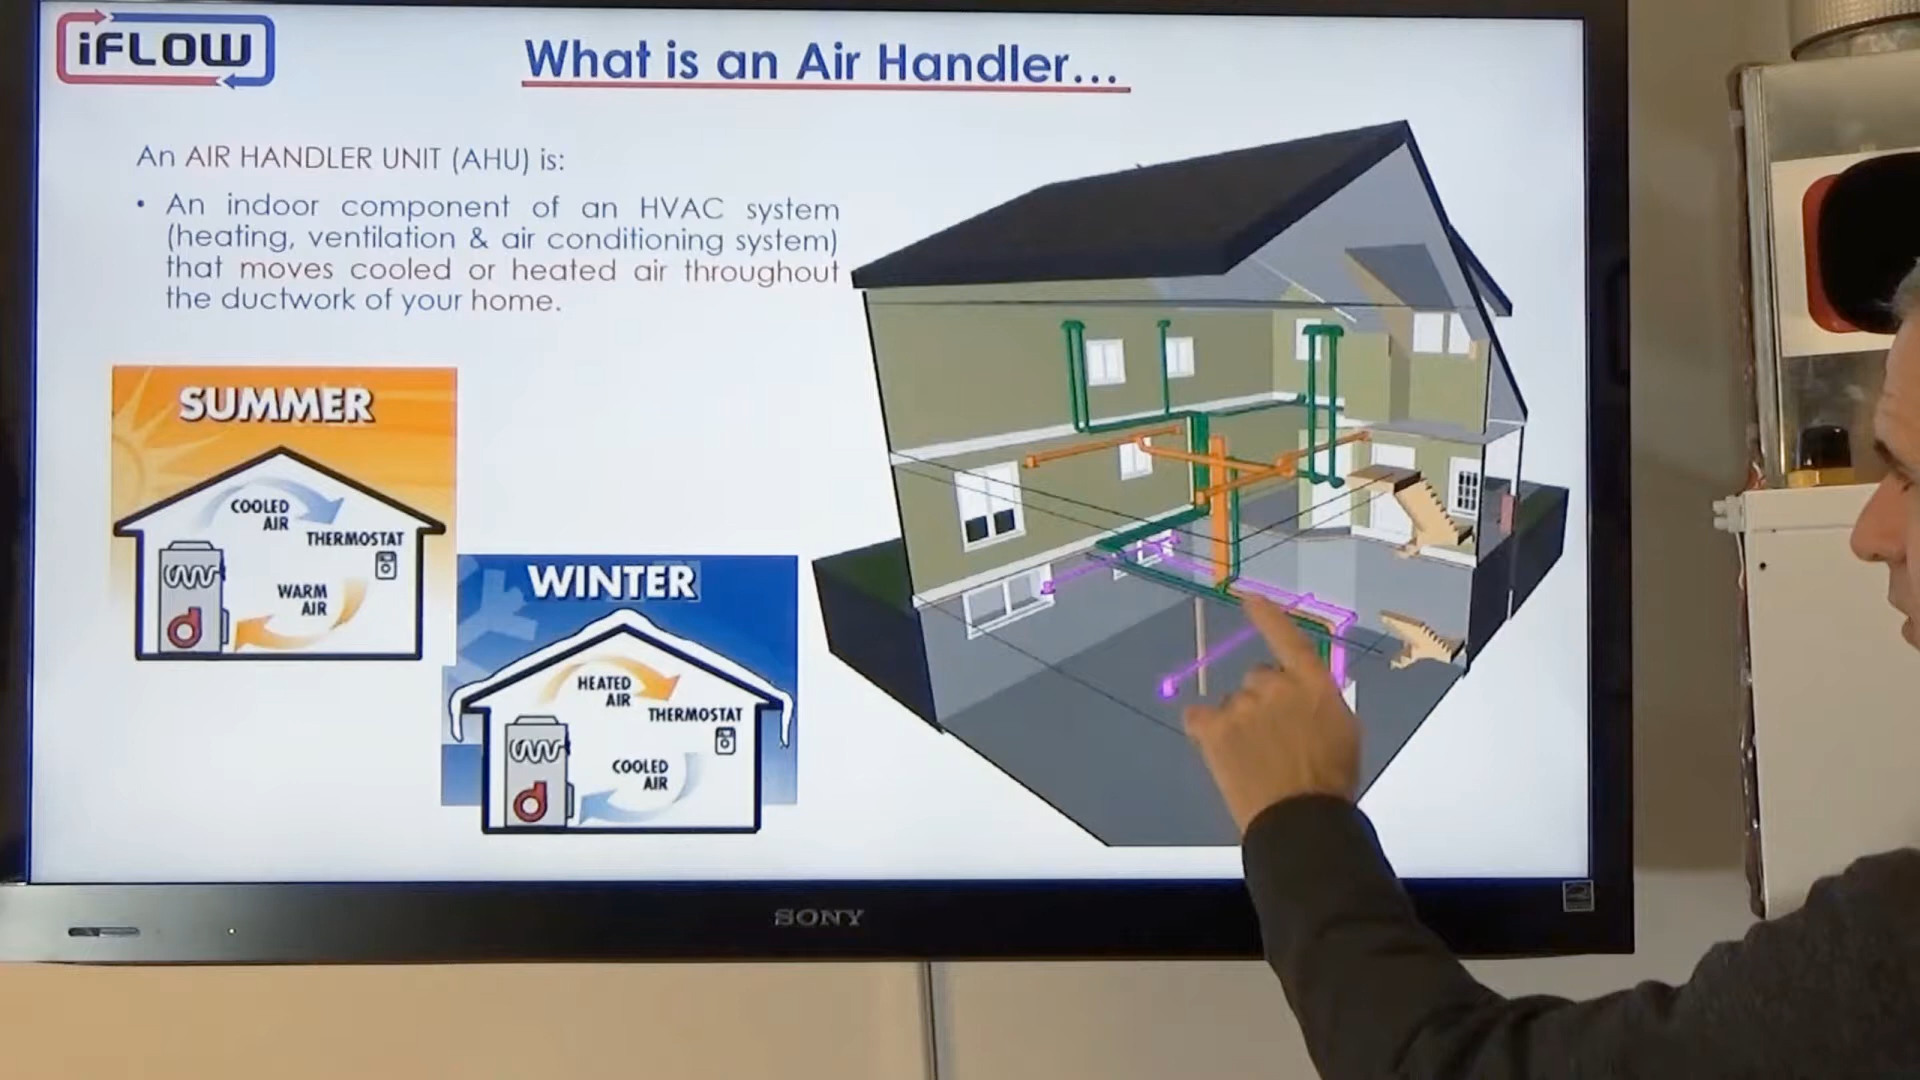 iFLOW
What is an Air Handler...
An AIR HANDLER UNIT (AHU) is:
• An indoor component of an HVAC system
(heating, ventilation & air conditioning system)
that moves cooled or heated air throughout
the ductwork of your home.
SUMMER
COOLED
AIR
THERMOSTAT
WARM
AIR
WINTER
HEATED
AIR
THERMOSTAT
COOLED
AIR
SONY